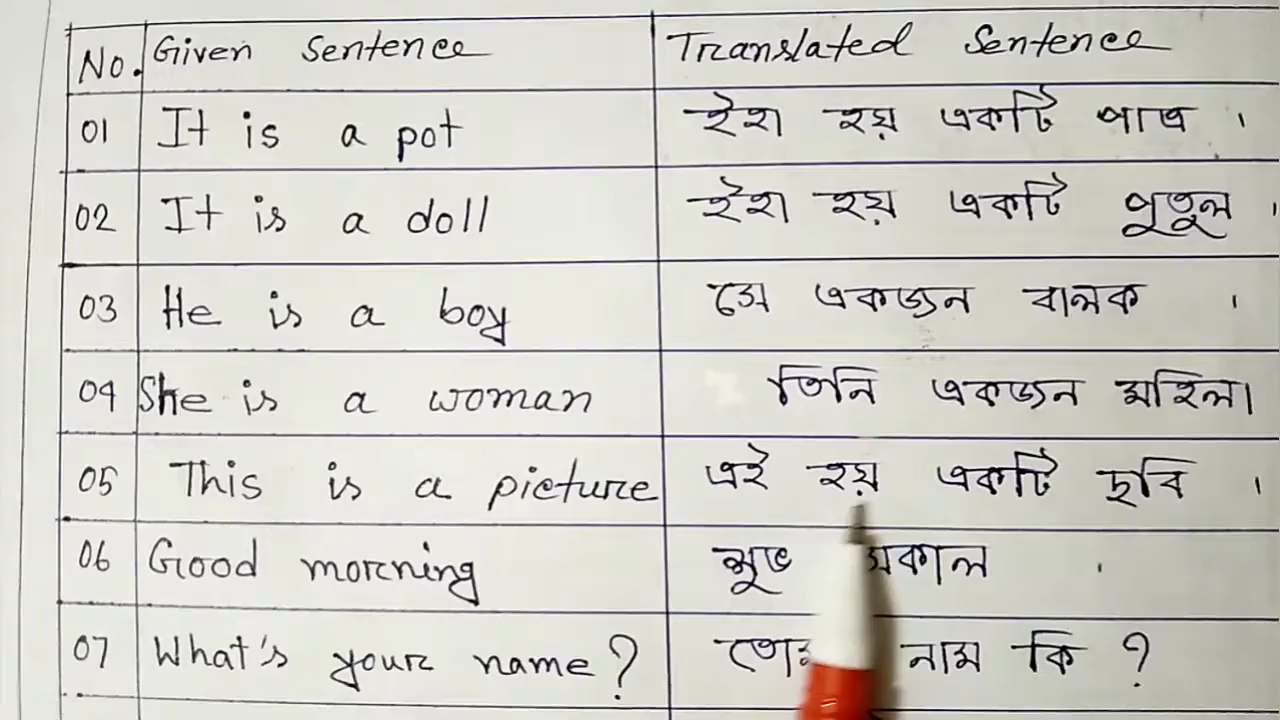 No. Given Sentence Translated Sentence
01 It is a pot ইহা হয় একটি পাত্র ।
02 It is a doll ইহা হয় একটি পুতুল ।
03 He is a boy সে একজন বালক ।
04 She is a woman তিনি একজন মহিলা।
05 This is a picture এই হয় একটি ছবি ।
06 Good morning শুভ সকাল .
07 What's your name? নাম কি ?